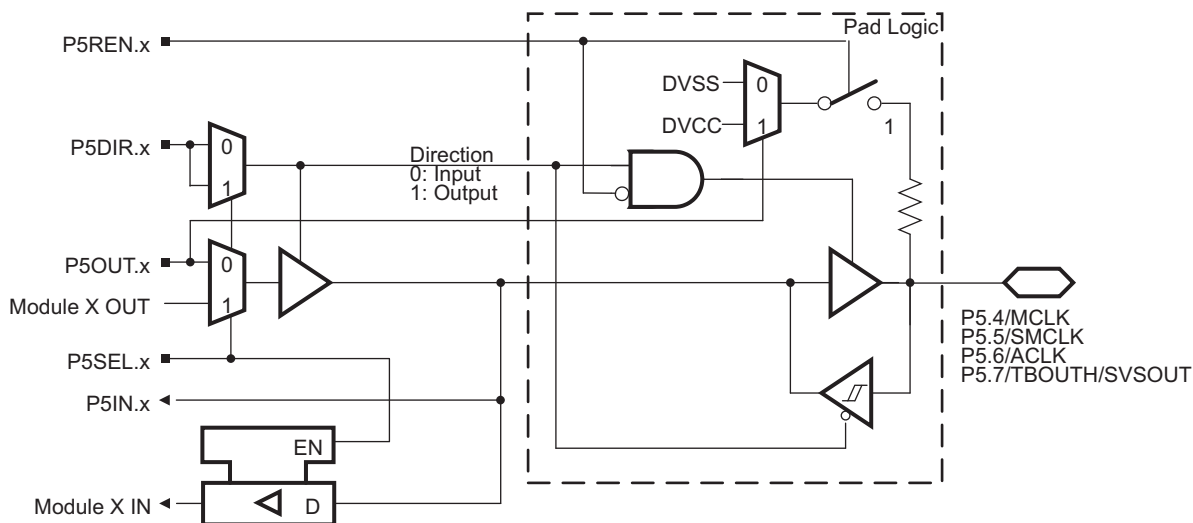 Pad Logic
P5REN.x
DVSS
0
DVCC
1
1
P5DIR.x
0
1
Direction
0: Input
1: Output
P5OUT.x
0
Module X OUT
1
P5.4/MCLK
P5.5/SMCLK
P5.6/ACLK
P5.7/TBOUTH/SVSOUT
P5SEL.x
P5IN.x
EN
Module X IN
D